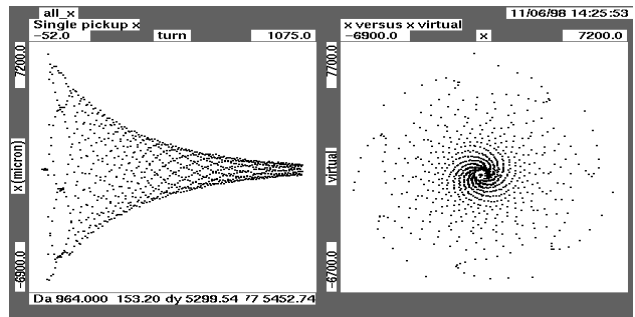 all_x 11/06/98 14:25:53
Single pickup x x versus x virtual
-52.0 turn 1075.0 -6900.0 x 7200.0
7200.0
x (micron)
-6900.0
7700.0
virtual
-6700.0
Da 964.000 153.20 dy 5299.54 ?? 5452.74